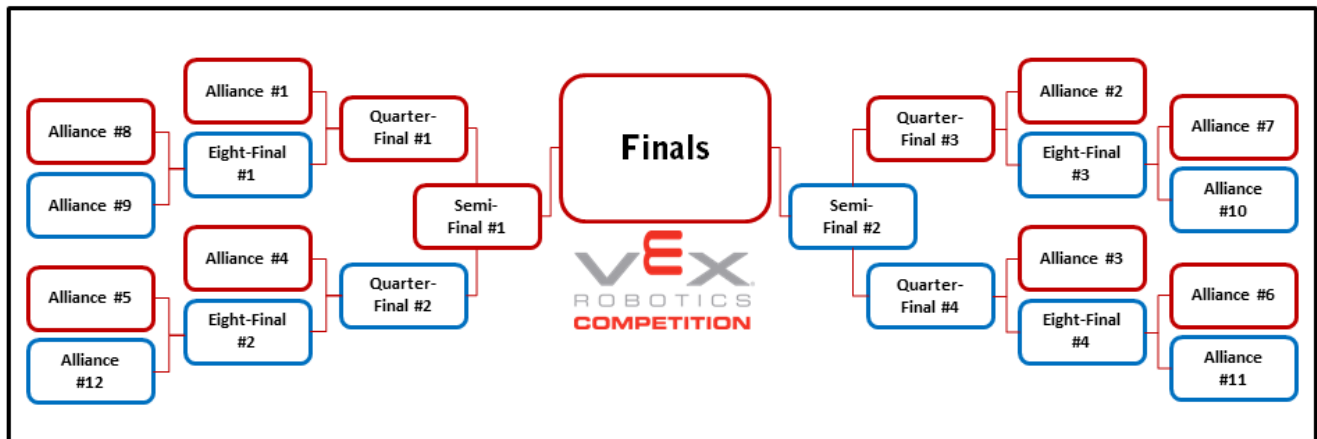 Alliance #8
Alliance #9
Alliance #5
Alliance
#12
Alliance #1
Eight-Final
#1
Alliance #4
Eight-Final
#2
Quarter-
Final #1
Quarter-
Final #2
Semi-
Final #1
Finals
VEX
ROBOTICS
COMPETITION
Semi-
Final #2
Quarter-
Final #3
Quarter-
Final #4
Alliance #2
Eight-Final
#3
Alliance #3
Eight-Final
#4
Alliance #7
Alliance
#10
Alliance #6
Alliance
#11